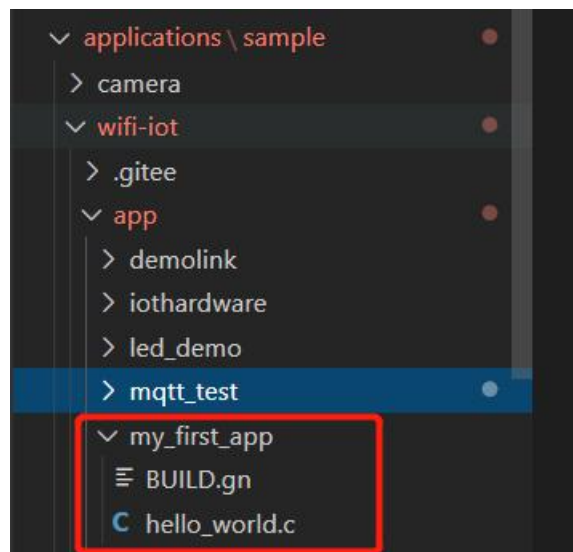 applications \ sample
camera
wifi-iot
.gitee
app
demolink
iothardware
led_demo
mqtt_test
my_first_app
BUILD.gn
C hello_world.c